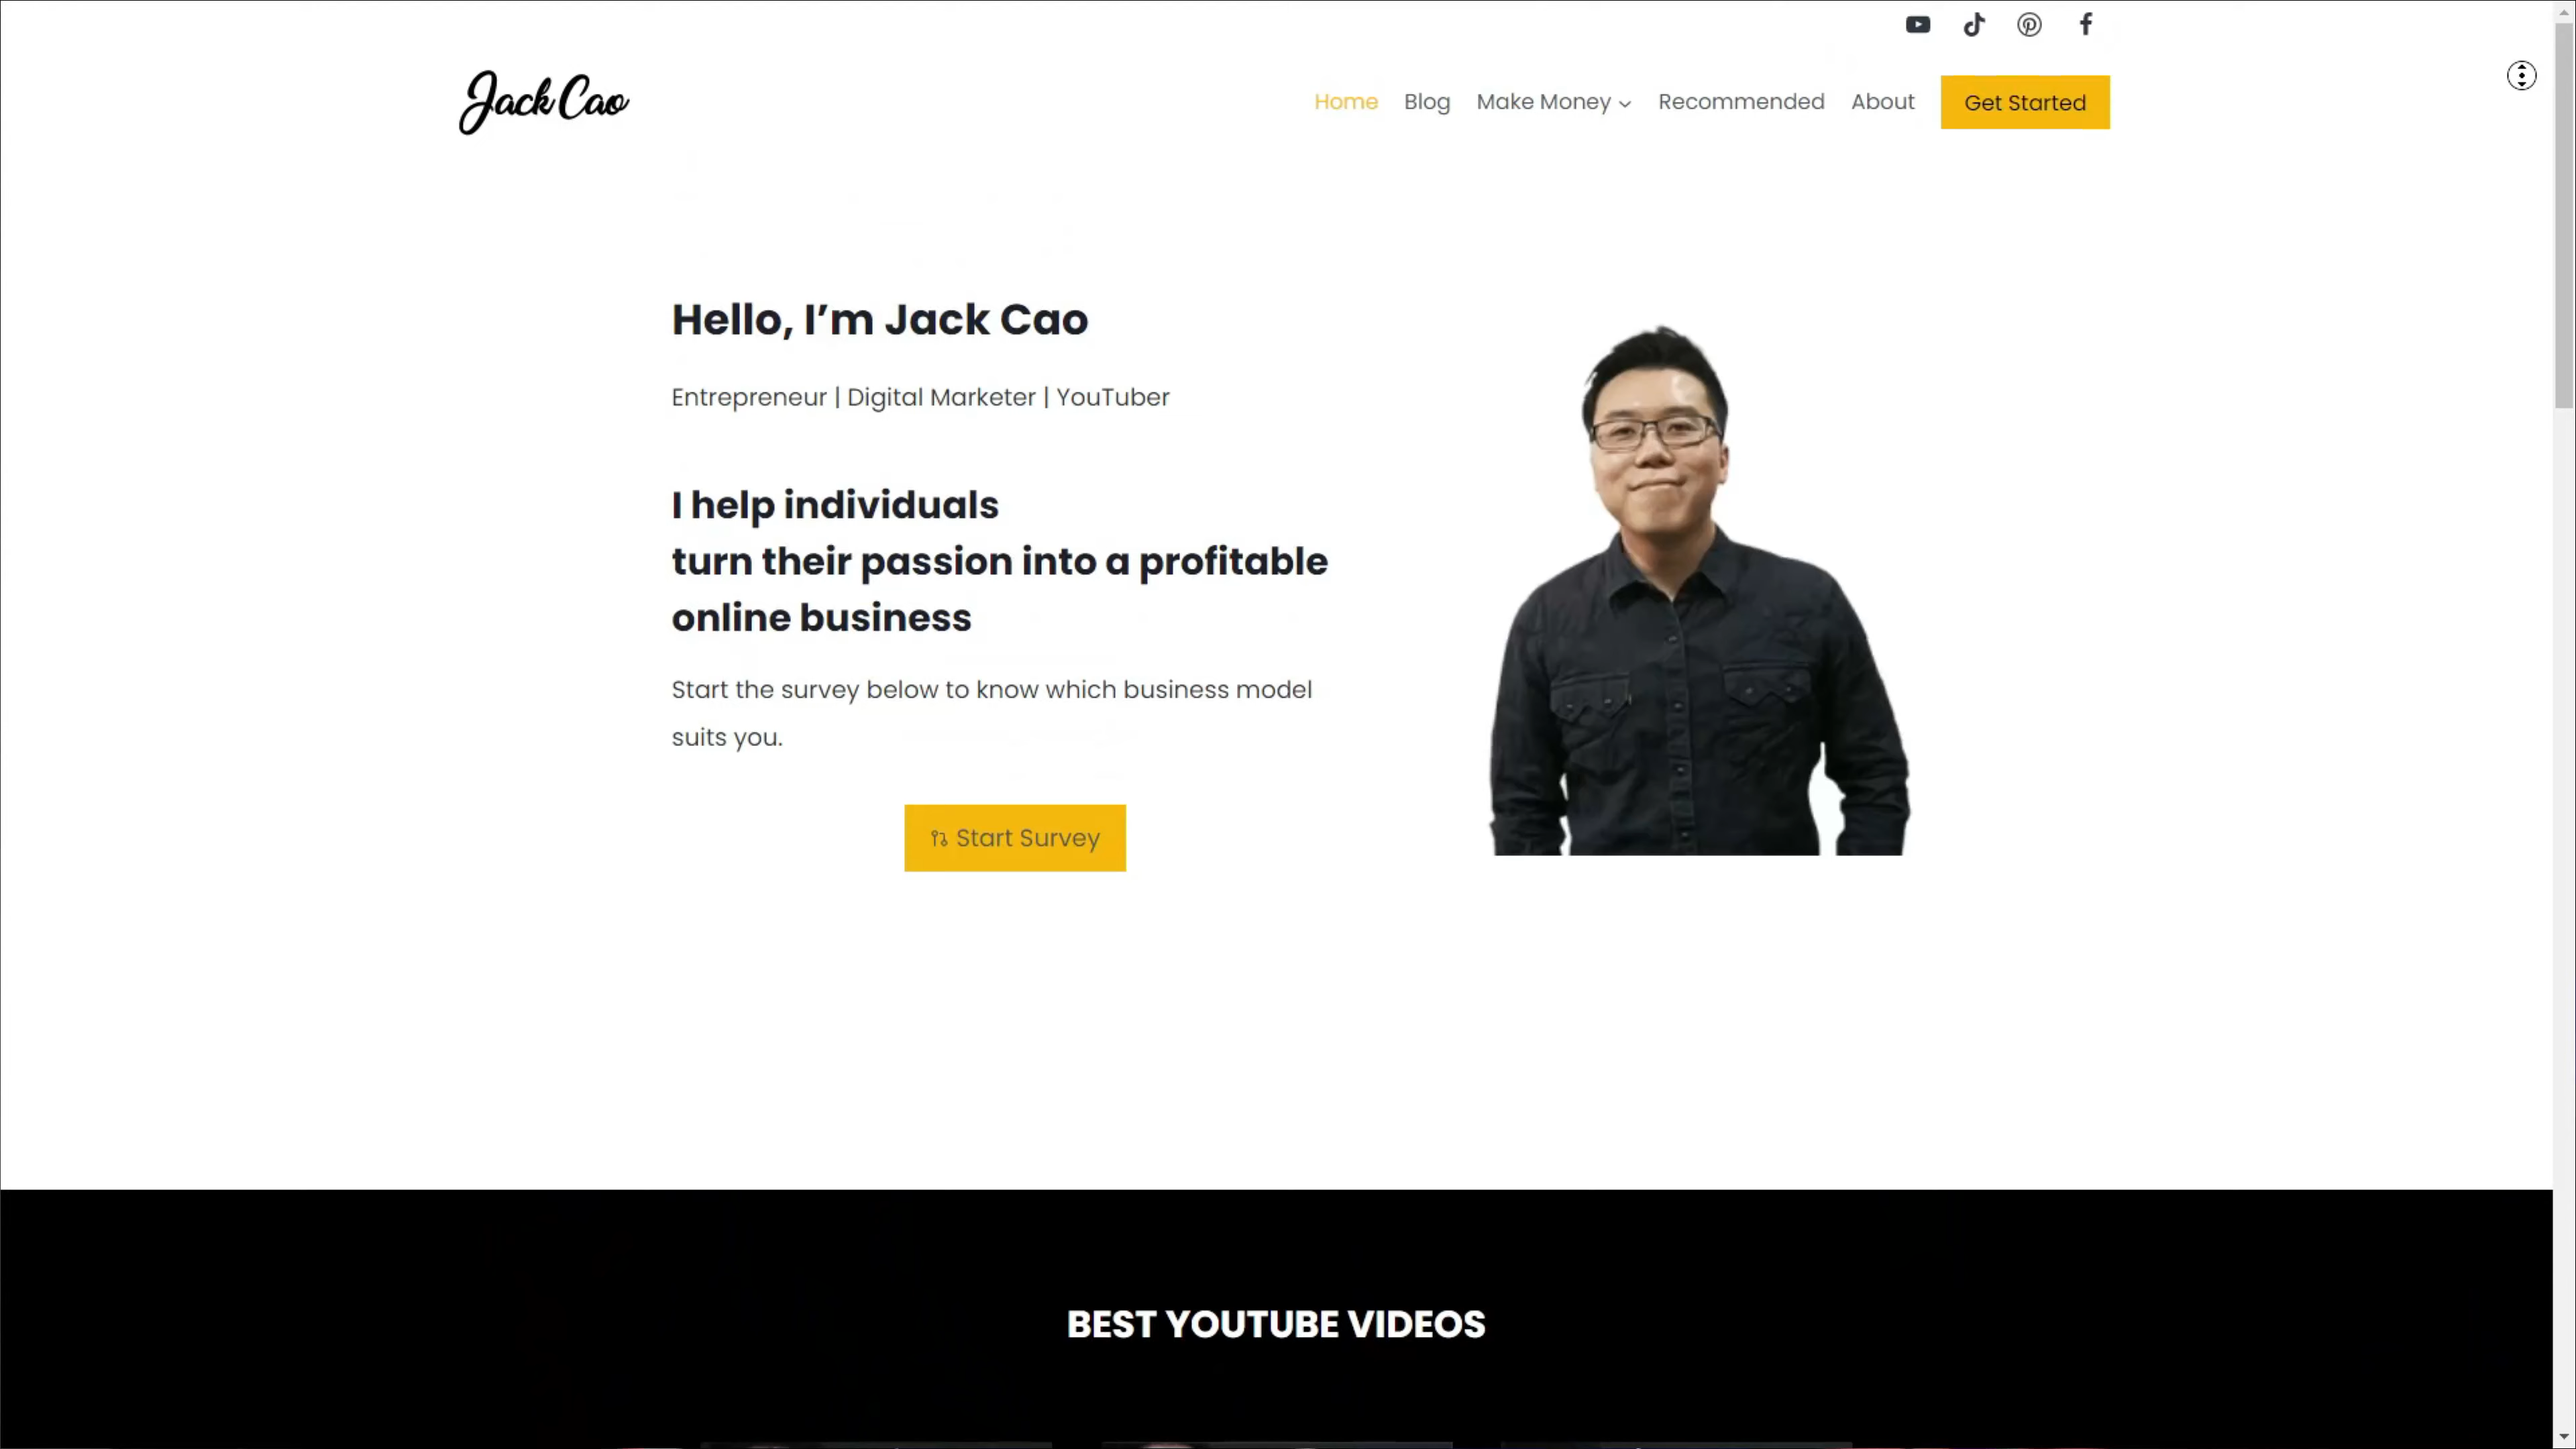 Jack Cao
Home Blog Make Money Recommended About Get Started
Hello, I’m Jack Cao
Entrepreneur | Digital Marketer | YouTuber
I help individuals
turn their passion into a profitable
online business
Start the survey below to know which business model
suits you.
Start Survey
BEST YOUTUBE VIDEOS